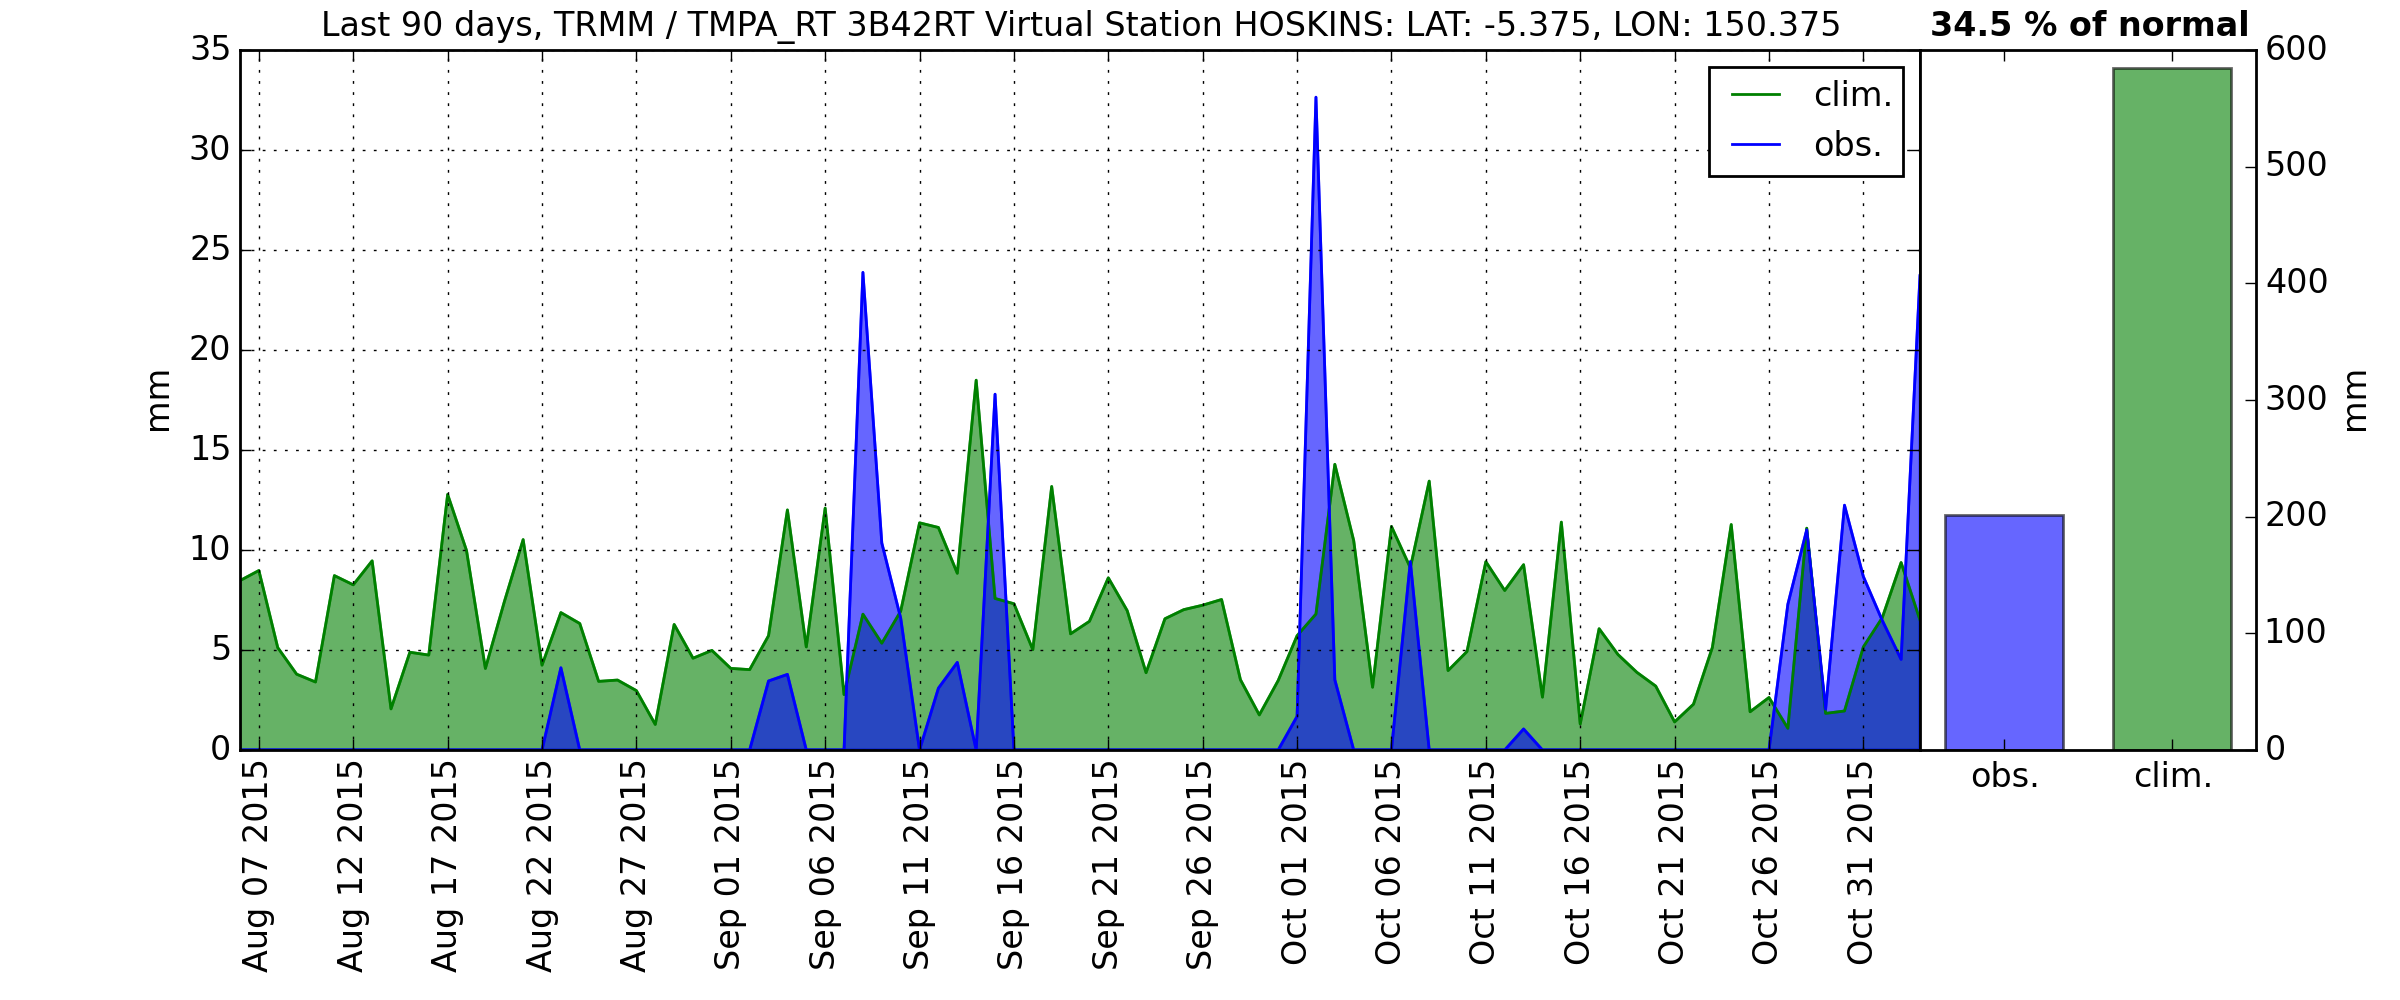 Last 90 days, TRMM / TMPA_RT 3B42RT Virtual Station HOSKINS: LAT: -5.375, LON: 150.375
34.5 % of normal
35
30
25
20
15
10
5
0
mm
clim.
obs.
600
500
400
300
200
100
0
mm
Aug 07 2015
Aug 12 2015
Aug 17 2015
Aug 22 2015
Aug 27 2015
Sep 01 2015
Sep 06 2015
Sep 11 2015
Sep 16 2015
Sep 21 2015
Sep 26 2015
Oct 01 2015
Oct 06 2015
Oct 11 2015
Oct 16 2015
Oct 21 2015
Oct 26 2015
Oct 31 2015
obs.
clim.